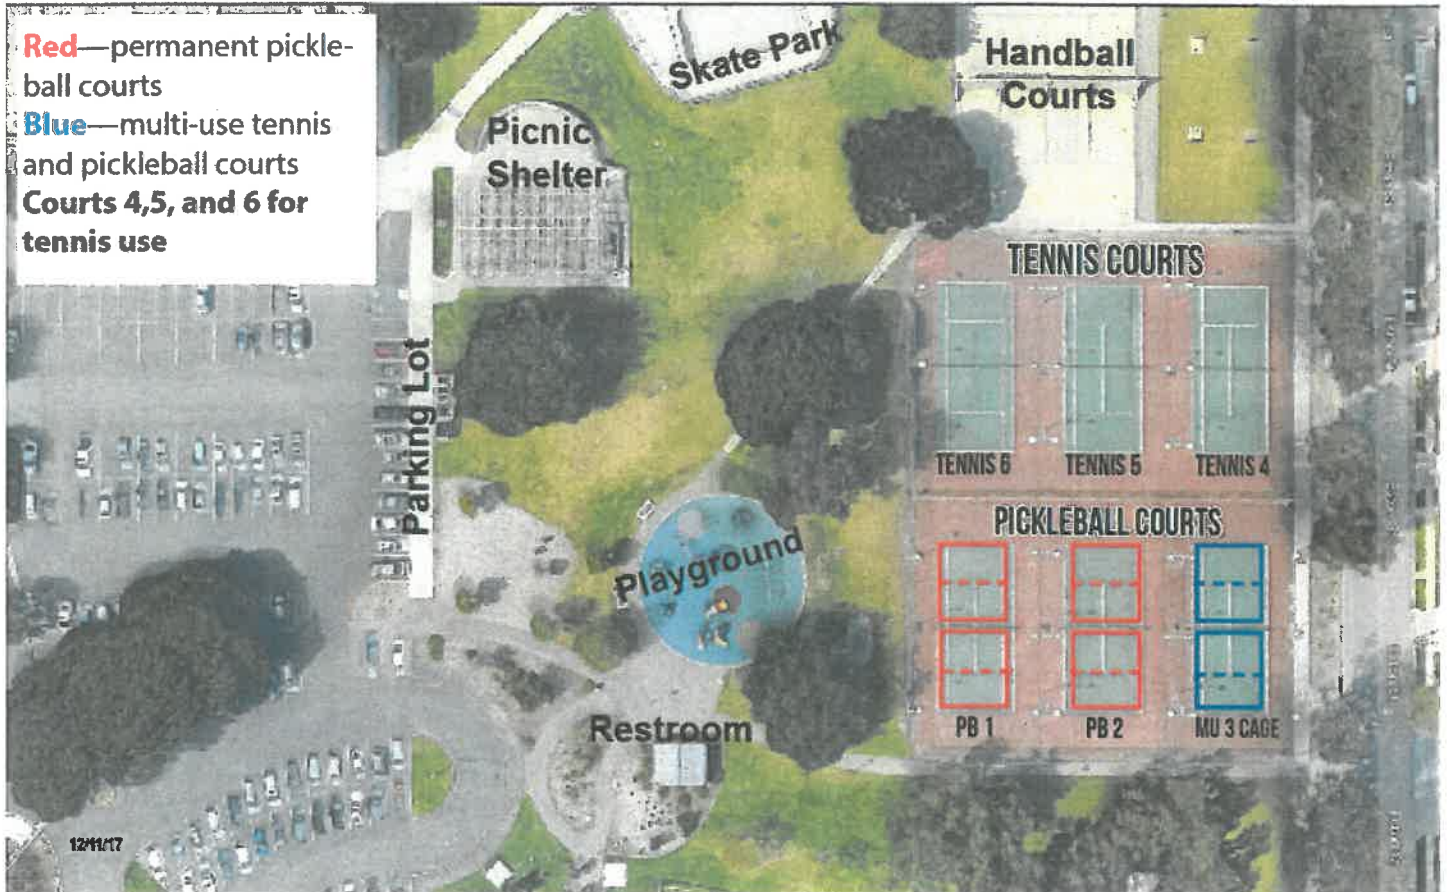 Red—permanent pickle-
ball courts
Blue—multi-use tennis
and pickleball courts
Courts 4,5, and 6 for
tennis use
Skate Park
Handball
Courts
Picnic
Shelter
TENNIS COURTS
Parking Lot
TENNIS 6
TENNIS 5
TENNIS 4
PICKLEBALL COURTS
Playground
PB 1
PB 2
MU 3 CAGE
Restroom
12/11/17